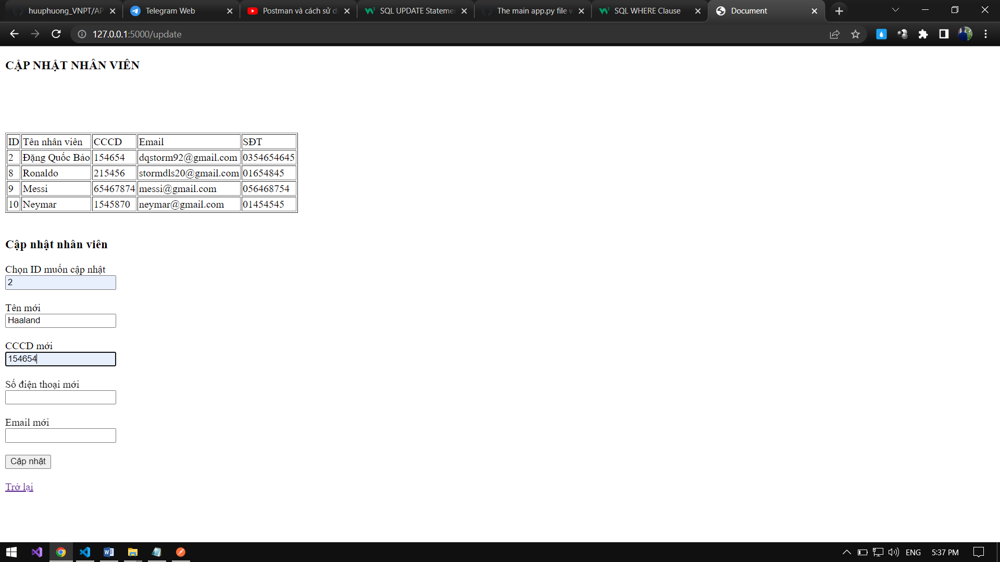 huuphuong_VNPT/AP
Telegram Web
Postman và cách sử d
SQL UPDATE Statemen
The main app.py file w
SQL WHERE Clause
Document
127.0.0.1:5000/update
CẬP NHẬT NHÂN VIÊN
ID Tên nhân viên CCCD Email SĐT
2 Đặng Quốc Bảo 154654 dqstorm92@gmail.com 0354654645
8 Ronaldo 215456 stormdls20@gmail.com 01654845
9 Messi 65467874 messi@gmail.com 056468754
10 Neymar 1545870 neymar@gmail.com 01454545
Cập nhật nhân viên
Chọn ID muốn cập nhật
2
Tên mới
Haaland
CCCD mới
154654
Số điện thoại mới
Email mới
Cập nhật
Trở lại
ENG
5:37 PM